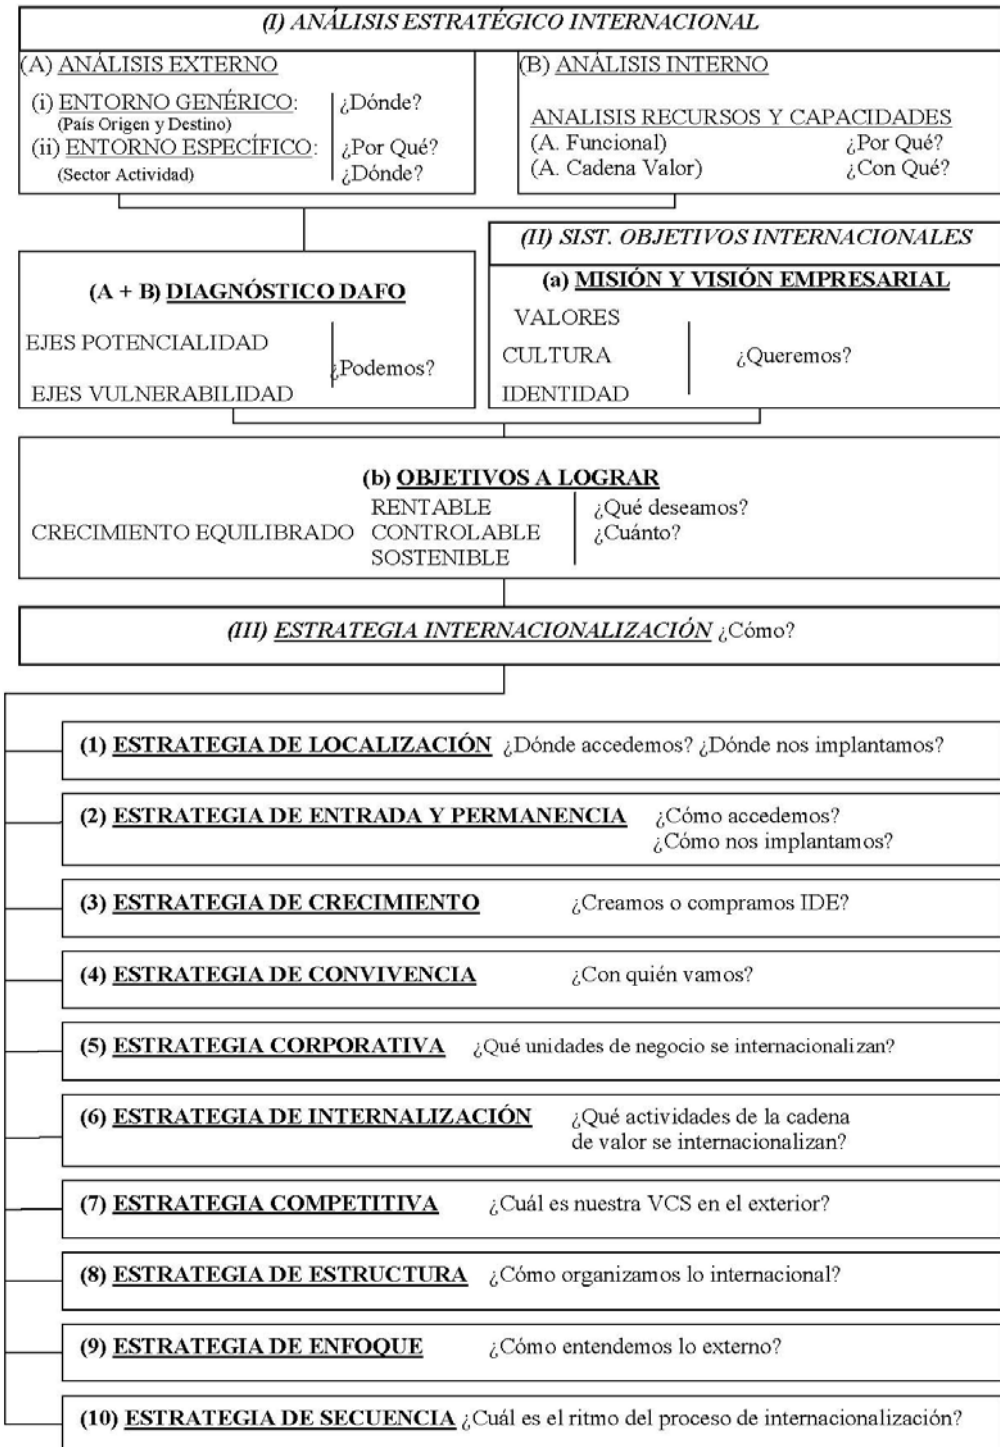 (I) ANÁLISIS ESTRATÉGICO INTERNACIONAL
(A) ANÁLISIS EXTERNO
(i) ENTORNO GENÉRICO: ¿Dónde?
(País Origen y Destino)
(ii) ENTORNO ESPECÍFICO: ¿Por Qué?
(Sector Actividad) ¿Dónde?
(B) ANÁLISIS INTERNO
ANALISIS RECURSOS Y CAPACIDADES
(A. Funcional) ¿Por Qué?
(A. Cadena Valor) ¿Con Qué?
(A + B) DIAGNÓSTICO DAFO
EJES POTENCIALIDAD
¿Podemos?
EJES VULNERABILIDAD
(II) SIST. OBJETIVOS INTERNACIONALES
(a) MISIÓN Y VISIÓN EMPRESARIAL
VALORES
CULTURA ¿Queremos?
IDENTIDAD
(b) OBJETIVOS A LOGRAR
RENTABLE ¿Qué deseamos?
CRECIMIENTO EQUILIBRADO CONTROLABLE ¿Cuánto?
SOSTENIBLE
(III) ESTRATEGIA INTERNACIONALIZACIÓN ¿Cómo?
(1) ESTRATEGIA DE LOCALIZACIÓN ¿Dónde accedemos? ¿Dónde nos implantamos?
(2) ESTRATEGIA DE ENTRADA Y PERMANENCIA ¿Cómo accedemos?
¿Cómo nos implantamos?
(3) ESTRATEGIA DE CRECIMIENTO ¿Creamos o compramos IDE?
(4) ESTRATEGIA DE CONVIVENCIA ¿Con quién vamos?
(5) ESTRATEGIA CORPORATIVA ¿Qué unidades de negocio se internacionalizan?
(6) ESTRATEGIA DE INTERNALIZACIÓN ¿Qué actividades de la cadena
de valor se internacionalizan?
(7) ESTRATEGIA COMPETITIVA ¿Cuál es nuestra VCS en el exterior?
(8) ESTRATEGIA DE ESTRUCTURA ¿Cómo organizamos lo internacional?
(9) ESTRATEGIA DE ENFOQUE ¿Cómo entendemos lo externo?
(10) ESTRATEGIA DE SECUENCIA ¿Cuál es el ritmo del proceso de internacionalización?